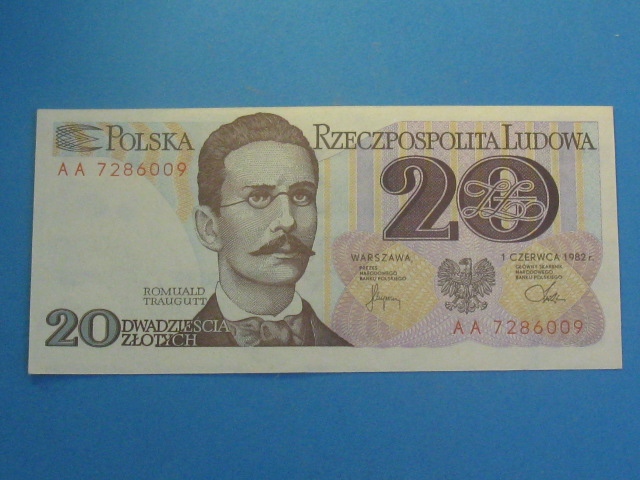 POLSKA RZECZPOSPOLITA LUDOWA
AA 7286009
20
WARSZAWA 1 CZERWCA 1982 r.
PREZES
NARODOWEGO
BANKU POLSKIEGO
GŁÓWNY SKARBNIK
NARODOWEGO
BANKU POLSKIEGO
ROMUALD
TRAUGUTT
AA 7286009
20 DWADZIEŚCIA
ZŁOTYCH